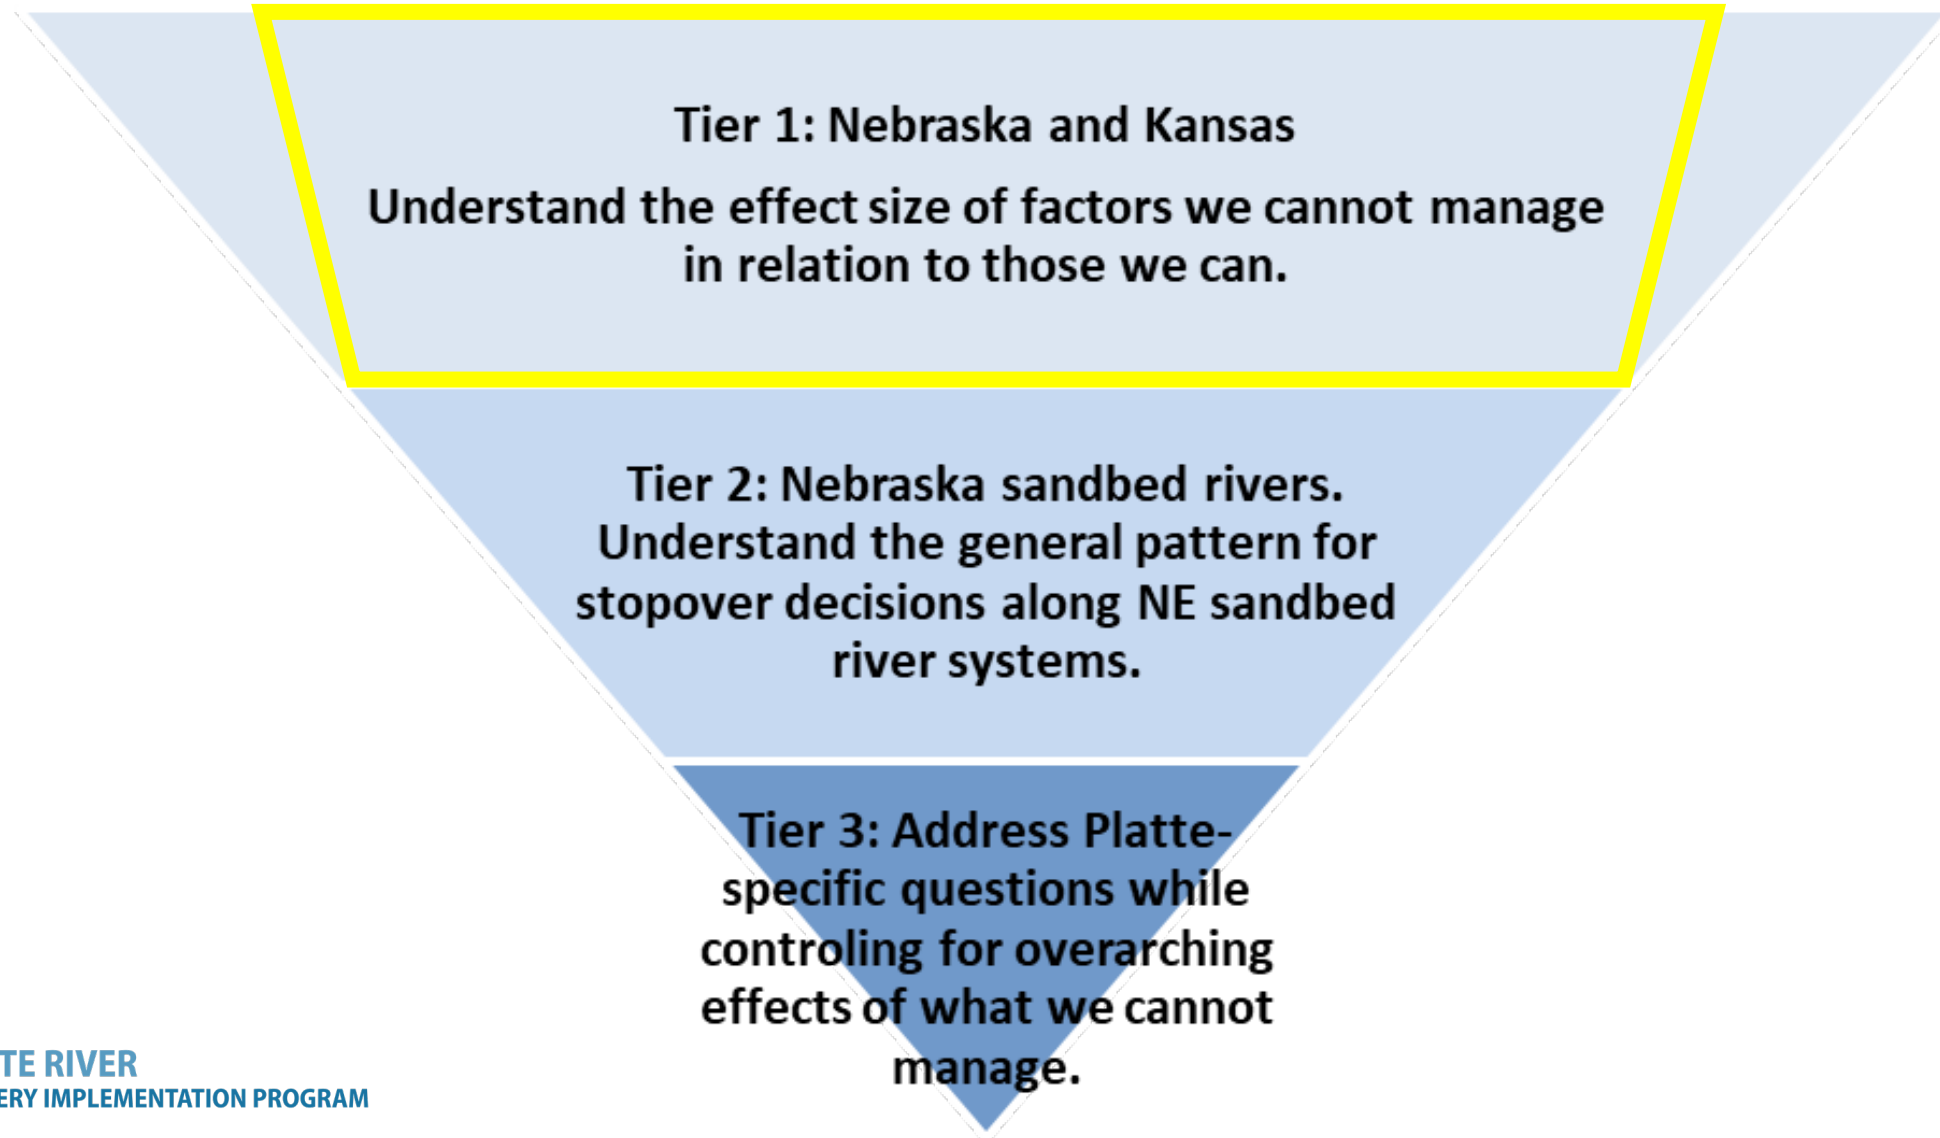 Tier 1: Nebraska and Kansas
Understand the effect size of factors we cannot manage
in relation to those we can.
Tier 2: Nebraska sandbed rivers.
Understand the general pattern for
stopover decisions along NE sandbed
river systems.
Tier 3: Address Platte-
specific questions while
controling for overarching
effects of what we cannot
manage.
TE RIVER
ERY IMPLEMENTATION PROGRAM